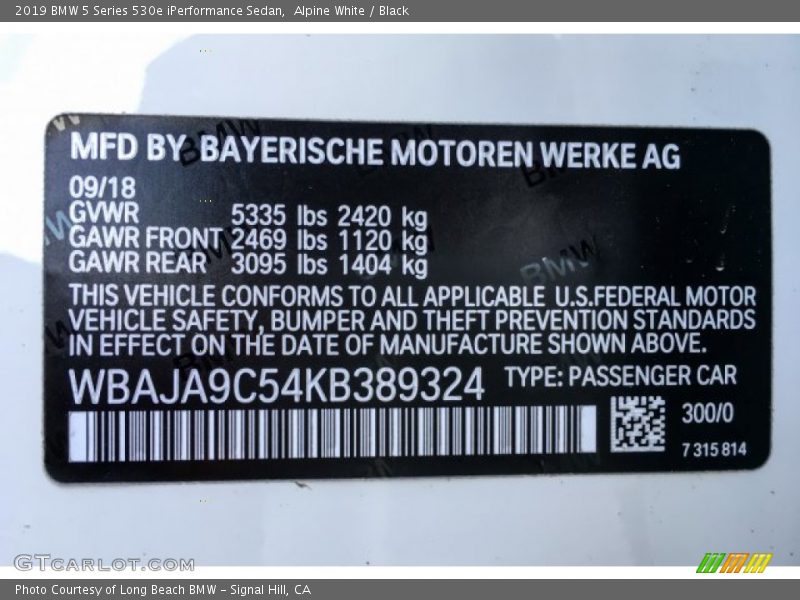 2019 BMW 5 Series 530e iPerformance Sedan,  Alpine White / Black
MFD BY BAYERISCHE MOTOREN WERKE AG
09/18
GVWR 5335 lbs 2420 kg
GAWR FRONT 2469 lbs 1120 kg
GAWR REAR 3095 lbs 1404 kg
THIS VEHICLE CONFORMS TO ALL APPLICABLE U.S.FEDERAL MOTOR
VEHICLE SAFETY, BUMPER AND THEFT PREVENTION STANDARDS
IN EFFECT ON THE DATE OF MANUFACTURE SHOWN ABOVE.
WBAJA9C54KB389324 TYPE: PASSENGER CAR
300/0
7 315 814
GTCARLOT.COM
Photo Courtesy of Long Beach BMW - Signal Hill, CA